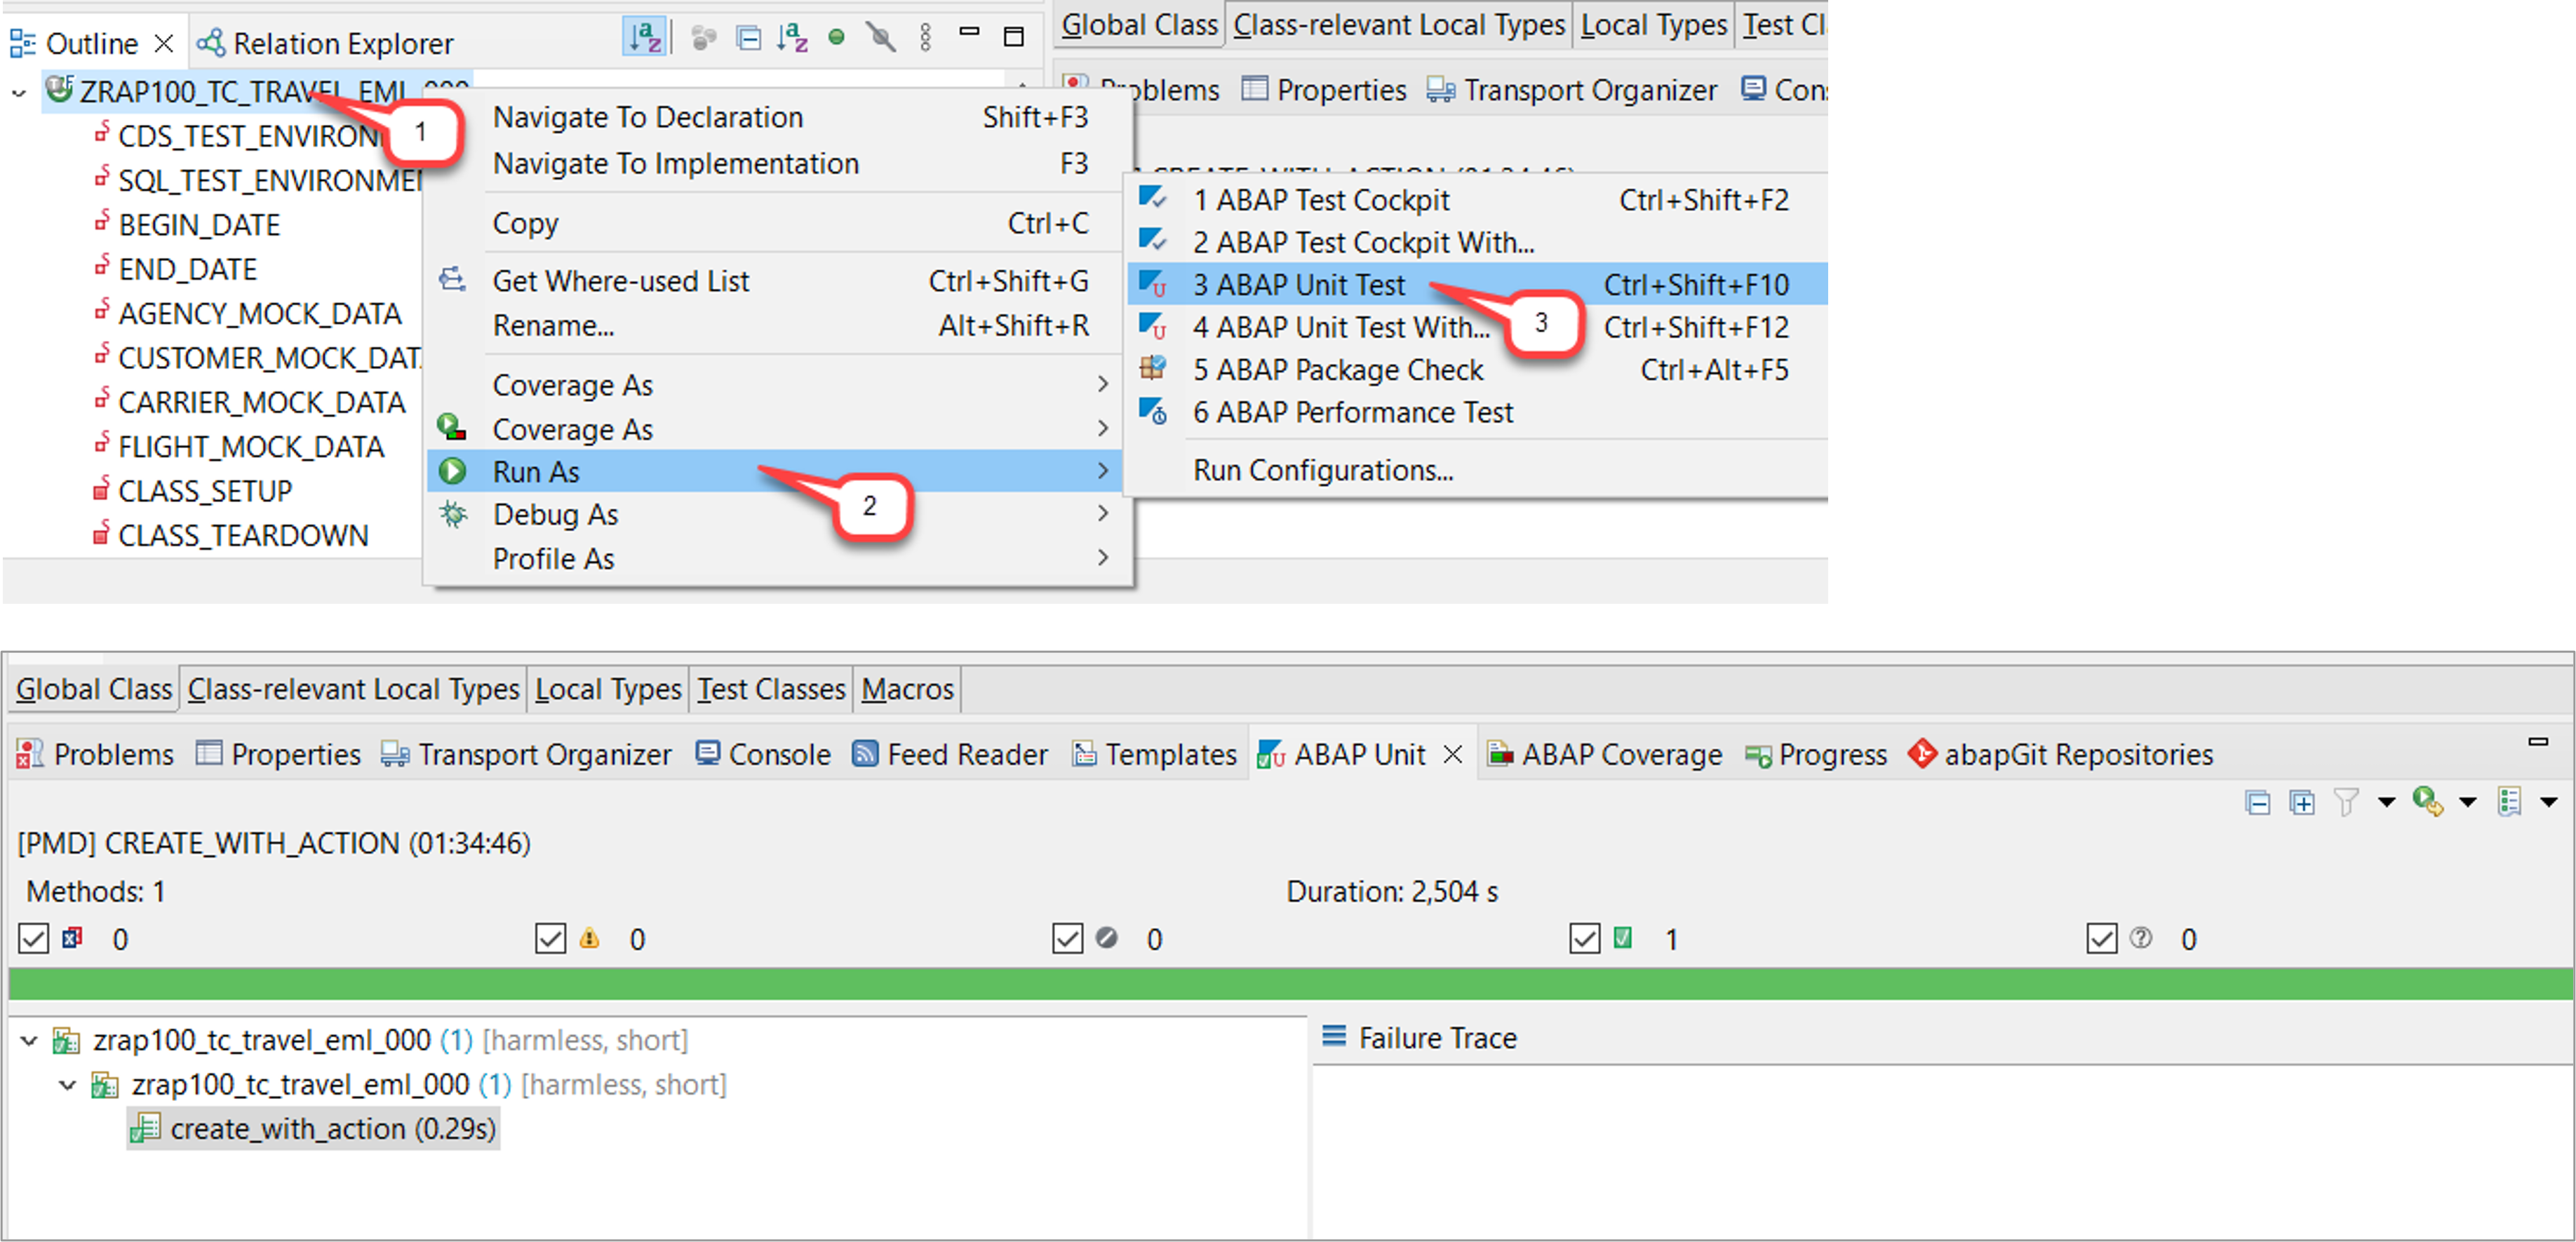 Outline
Relation Explorer
Global Class
Class-relevant Local Types
Local Types
Test Cl
ZRAP100_TC_TRAVEL_EML
CDS_TEST_ENVIRON
SQL_TEST_ENVIRONME
BEGIN_DATE
END_DATE
AGENCY_MOCK_DATA
CUSTOMER_MOCK_DAT
CARRIER_MOCK_DATA
FLIGHT_MOCK_DATA
CLASS_SETUP
CLASS_TEARDOWN
1
Navigate To Declaration Shift+F3
Navigate To Implementation F3
Copy Ctrl+C
Get Where-used List Ctrl+Shift+G
Rename... Alt+Shift+R
Coverage As
Coverage As
Run As
Debug As
Profile As
2
Properties
Transport Organizer
Con
1 ABAP Test Cockpit Ctrl+Shift+F2
2 ABAP Test Cockpit With...
3 ABAP Unit Test Ctrl+Shift+F10
4 ABAP Unit Test With... Ctrl+Shift+F12
5 ABAP Package Check Ctrl+Alt+F5
6 ABAP Performance Test
Run Configurations...
3
Global Class
Class-relevant Local Types
Local Types
Test Classes
Macros
Problems
Properties
Transport Organizer
Console
Feed Reader
Templates
ABAP Unit
ABAP Coverage
Progress
abapGit Repositories
[PMD] CREATE_WITH_ACTION (01:34:46)
Methods: 1
Duration: 2,504 s
0
0
0
1
0
zrap100_tc_travel_eml_000 (1) [harmless, short]
zrap100_tc_travel_eml_000 (1) [harmless, short]
create_with_action (0.29s)
Failure Trace